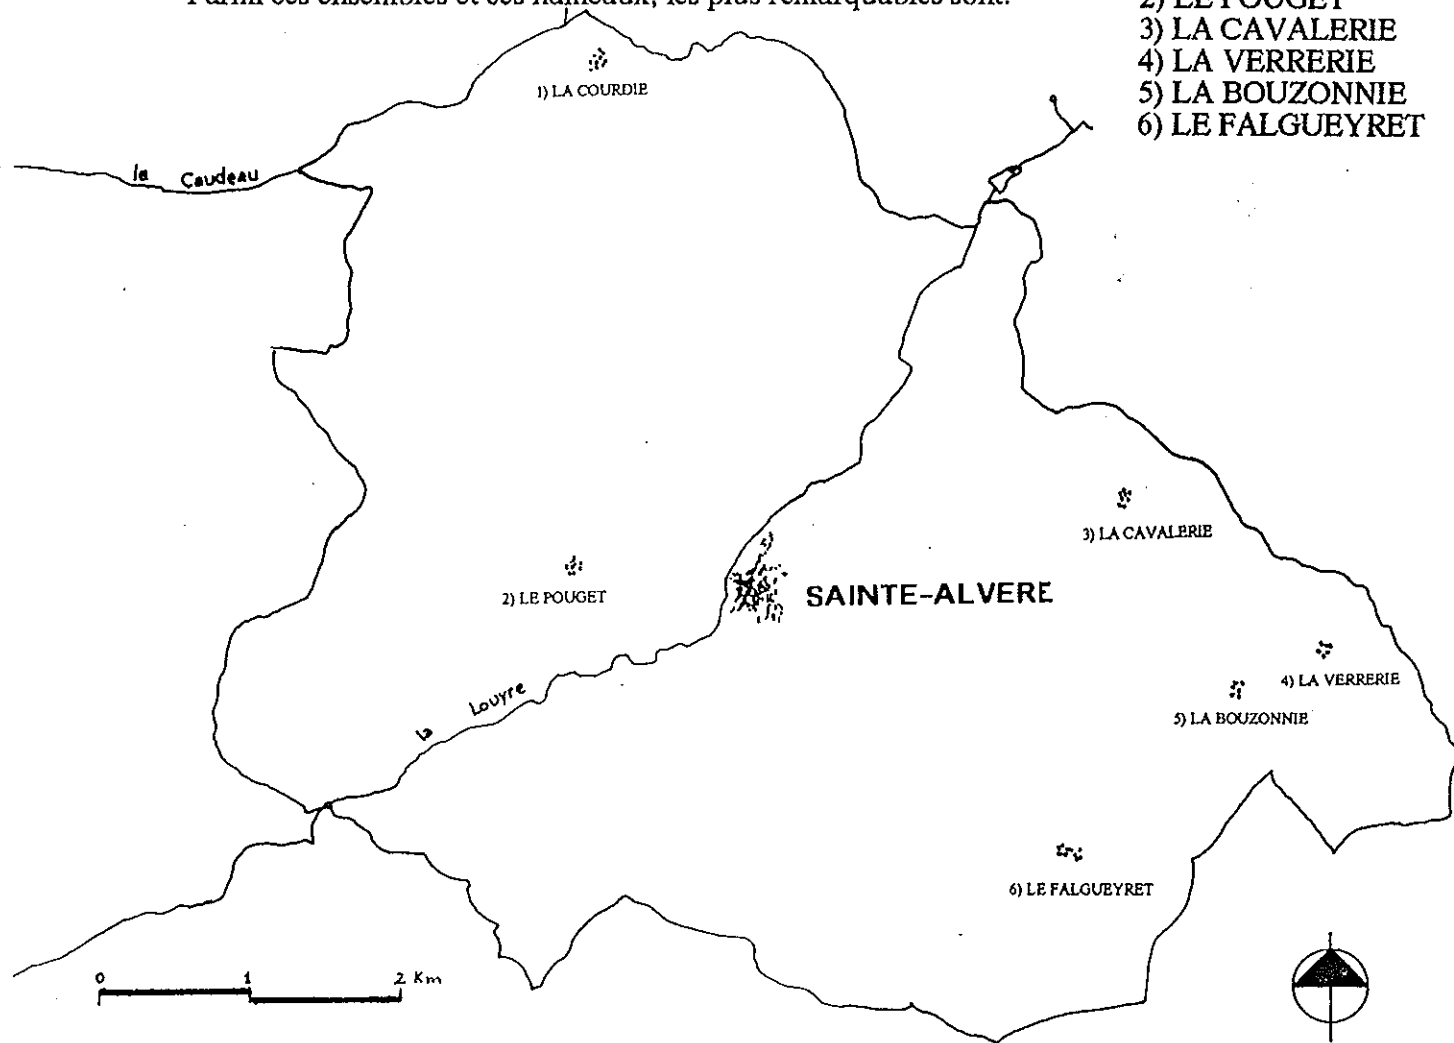 Parmi ces ensembles et ces hameaux, les plus remarquables sont:
2) LE POUGET
3) LA CAVALERIE
4) LA VERRERIE
5) LA BOUZONNIE
6) LE FALGUEYRET
1) LA COURDIE
le Caudeau
3) LA CAVALERIE
2) LE POUGET
SAINTE-ALVERE
4) LA VERRERIE
la Louyre
5) LA BOUZONNIE
6) LE FALGUEYRET
0 1 2 Km